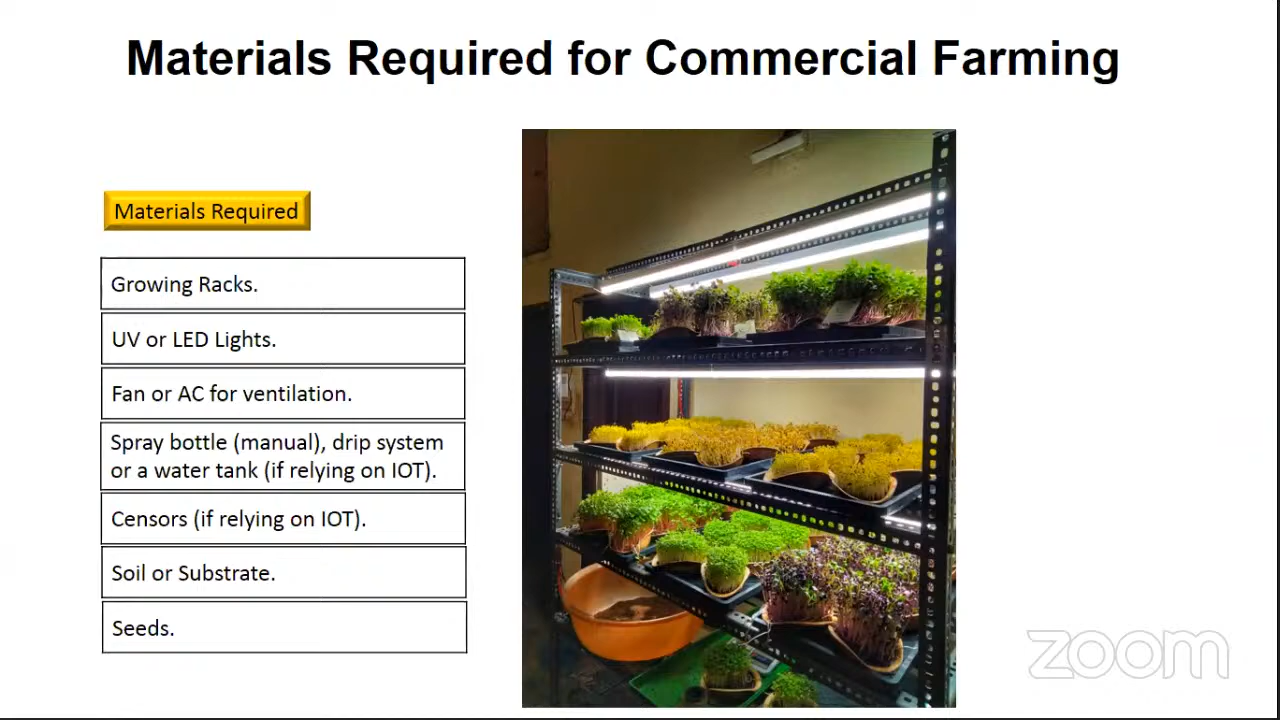 Materials Required for Commercial Farming
Materials Required
Growing Racks.
UV or LED Lights.
Fan or AC for ventilation.
Spray bottle (manual), drip system
or a water tank (if relying on IOT).
Censors (if relying on IOT).
Soil or Substrate.
Seeds.
zoom